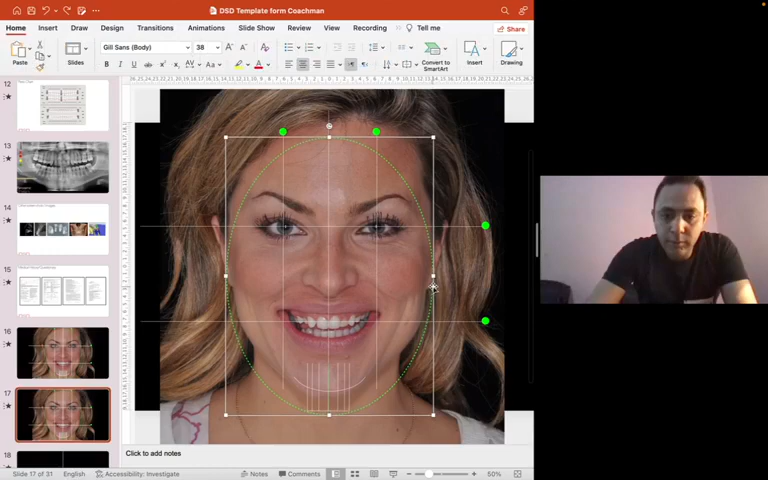 DSD Template form Coachman
Home Insert Draw Design Transitions Animations Slide Show Review View Recording Tell me Share
Paste Slides Gill Sans (Body) 38 Convert to SmartArt Insert Drawing
12
13
14
15
16
17
18
Click to add notes
Slide 17 of 31 English Accessibility: Investigate Notes Comments 50%